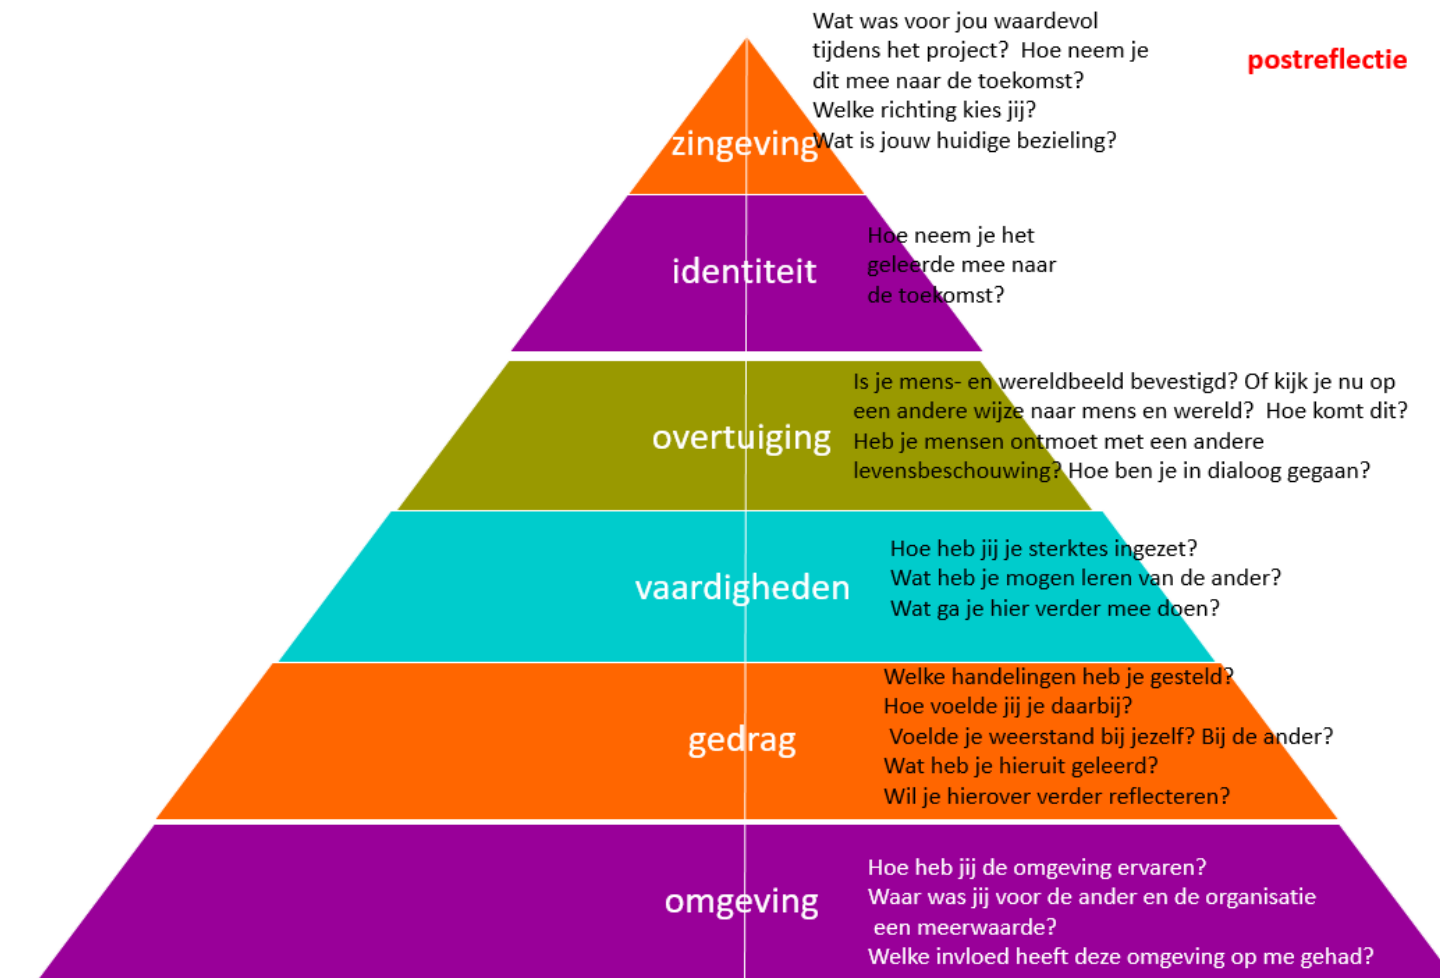 Wat was voor jou waardevol
tijdens het project?  Hoe neem je
dit mee naar de toekomst?
Welke richting kies jij?
Wat is jouw huidige bezieling?
postreflectie
zingeving
Hoe neem je het
geleerde mee naar
de toekomst?
identiteit
Is je mens- en wereldbeeld bevestigd? Of kijk je nu op
een andere wijze naar mens en wereld?  Hoe komt dit?
Heb je mensen ontmoet met een andere
levensbeschouwing? Hoe ben je in dialoog gegaan?
overtuiging
Hoe heb jij je sterktes ingezet?
Wat heb je mogen leren van de ander?
Wat ga je hier verder mee doen?
vaardigheden
Welke handelingen heb je gesteld?
Hoe voelde jij je daarbij?
Voelde je weerstand bij jezelf? Bij de ander?
Wat heb je hieruit geleerd?
Wil je hierover verder reflecteren?
gedrag
Hoe heb jij de omgeving ervaren?
Waar was jij voor de ander en de organisatie
een meerwaarde?
Welke invloed heeft deze omgeving op me gehad?
omgeving